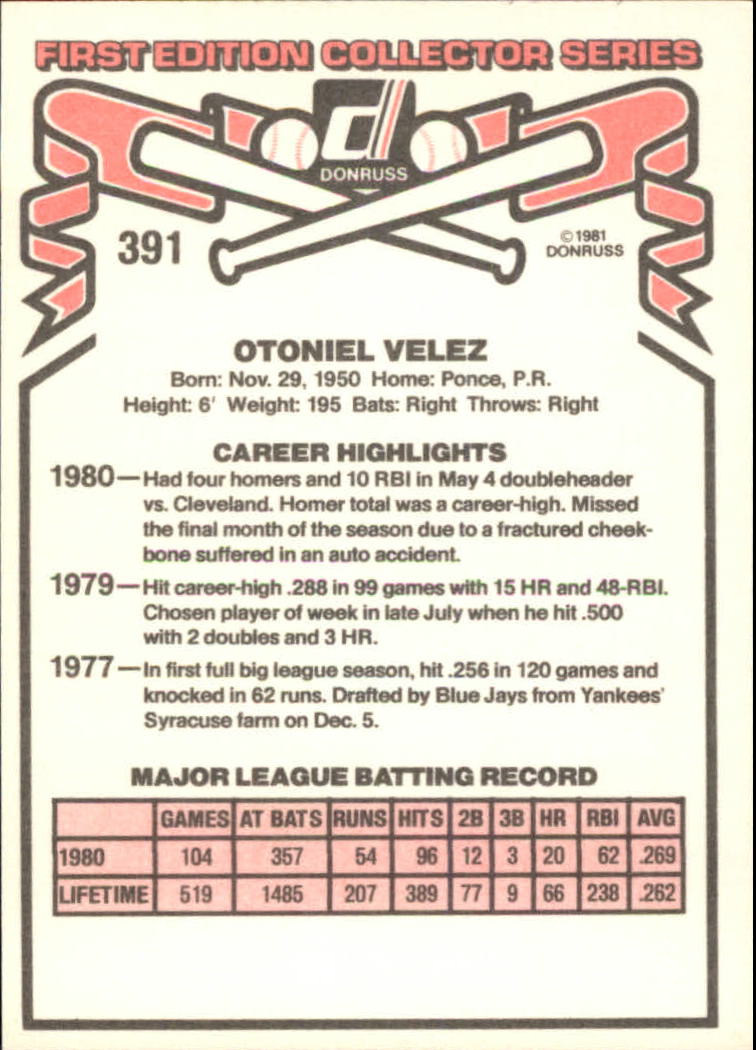 FIRST EDITION COLLECTOR SERIES
d
DONRUSS
391
©1981
DONRUSS
OTONIEL VELEZ
Born: Nov. 29, 1950 Home: Ponce, P.R.
Height: 6' Weight: 195 Bats: Right Throws: Right
CAREER HIGHLIGHTS
1980—Had four homers and 10 RBI in May 4 doubleheader
vs. Cleveland. Homer total was a career-high. Missed
the final month of the season due to a fractured cheek-
bone suffered in an auto accident.
1979—Hit career-high .288 in 99 games with 15 HR and 48-RBI.
Chosen player of week in late July when he hit .500
with 2 doubles and 3 HR.
1977—In first full big league season, hit .256 in 120 games and
knocked in 62 runs. Drafted by Blue Jays from Yankees'
Syracuse farm on Dec. 5.
MAJOR LEAGUE BATTING RECORD
GAMES AT BATS RUNS HITS 2B 3B HR RBI AVG
1980 104 357 54 96 12 3 20 62 .269
LIFETIME 519 1485 207 389 77 9 66 238 .262